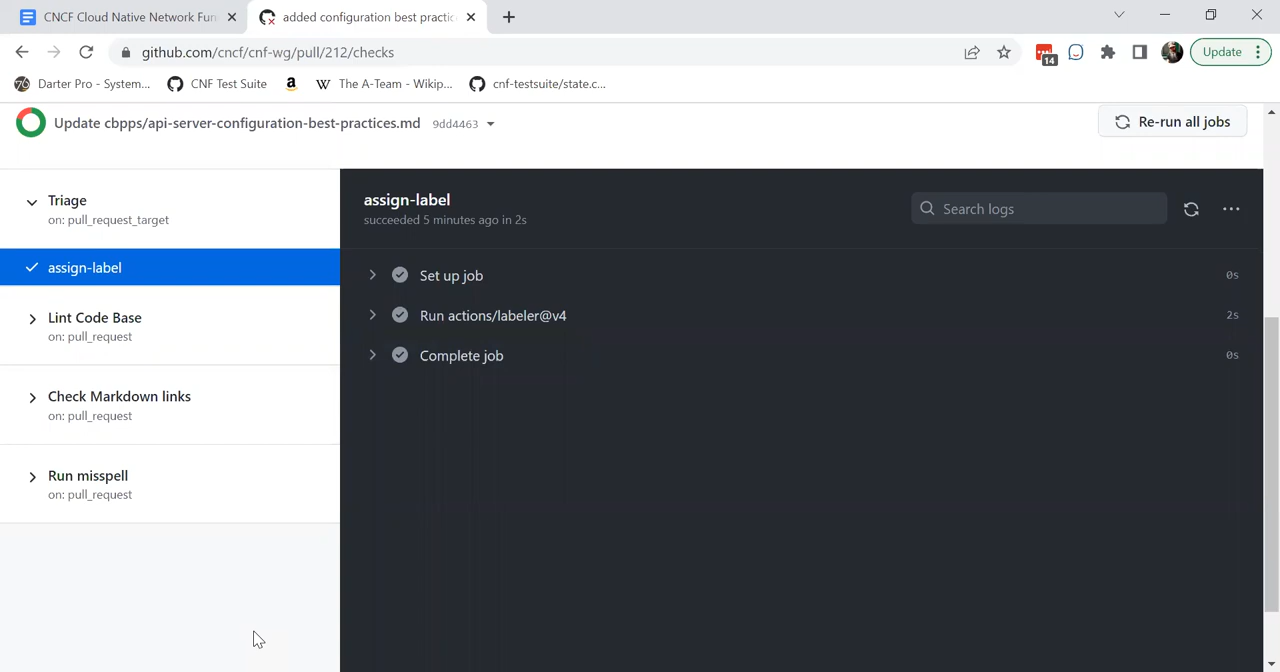 CNCF Cloud Native Network Fun
added configuration best practic
github.com/cncf/cnf-wg/pull/212/checks
14
Update
Darter Pro - System...
CNF Test Suite
The A-Team - Wikip...
cnf-testsuite/state.c...
Update cbpps/api-server-configuration-best-practices.md 9dd4463
Re-run all jobs
Triage
on: pull_request_target
assign-label
Lint Code Base
on: pull_request
Check Markdown links
on: pull_request
Run misspell
on: pull_request
assign-label
succeeded 5 minutes ago in 2s
Search logs
Set up job 0s
Run actions/labeler@v4 2s
Complete job 0s